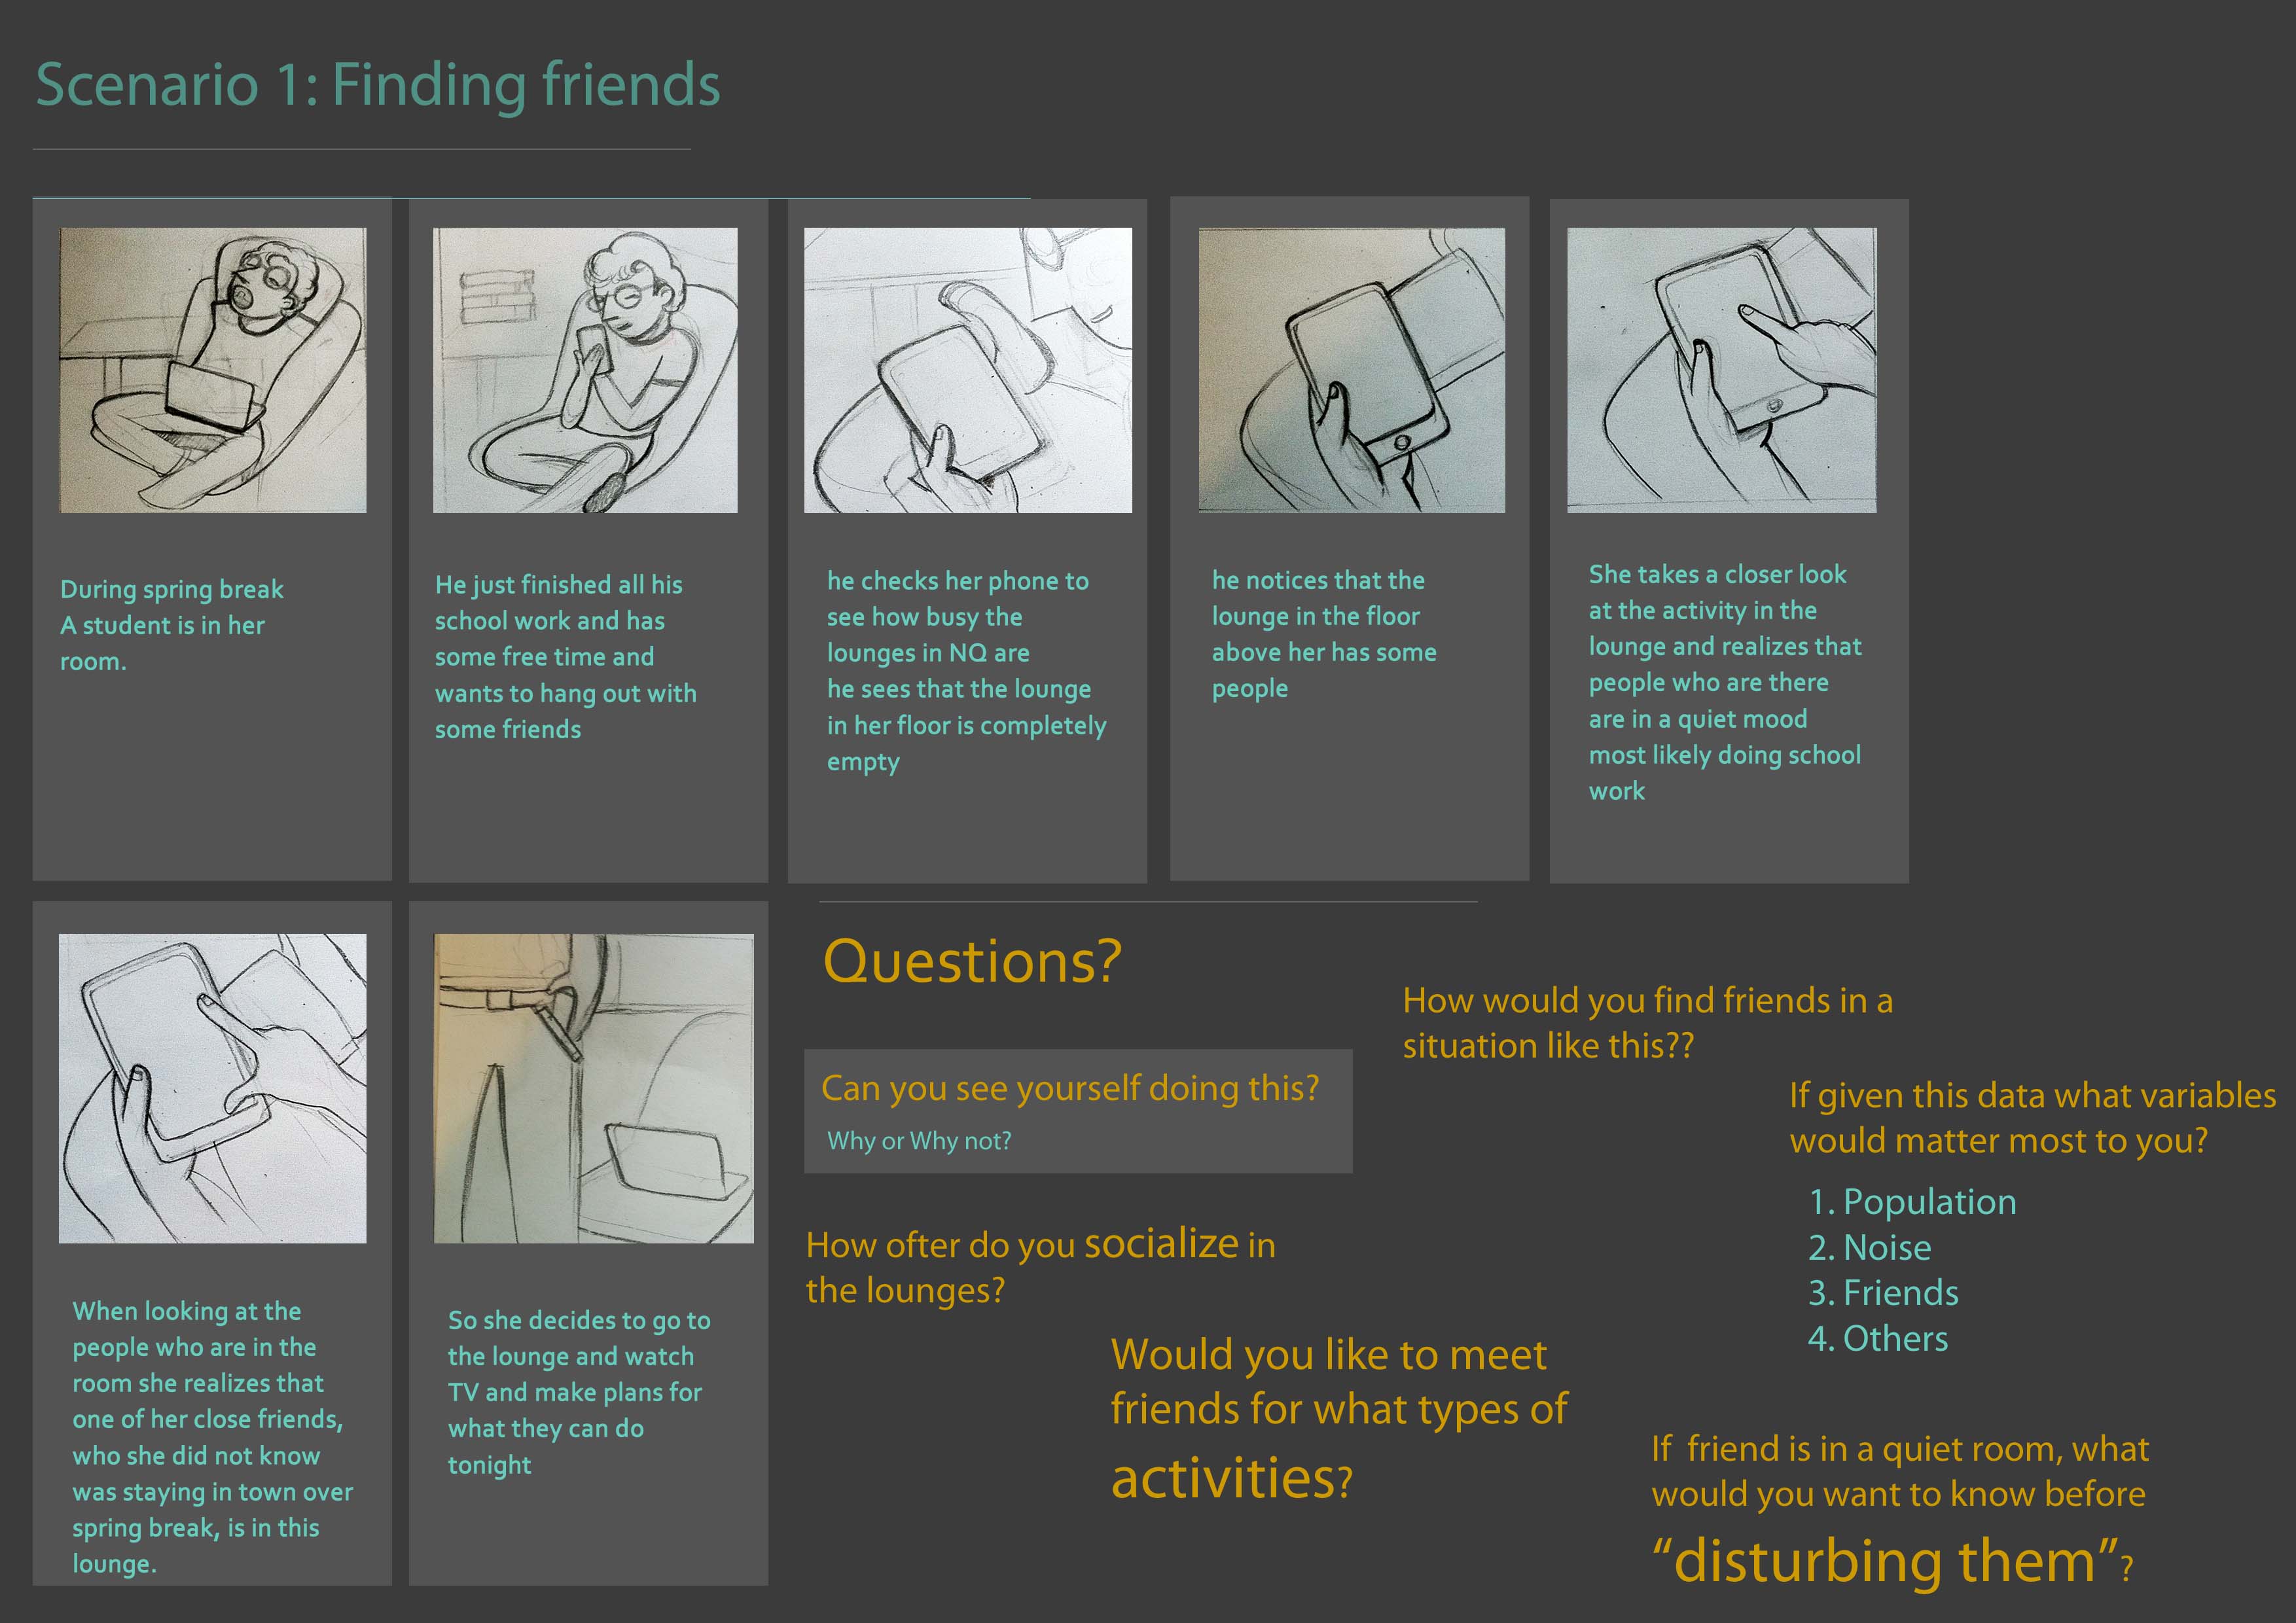 Scenario 1: Finding friends
During spring break
A student is in her
room.
He just finished all his
school work and has
some free time and
wants to hang out with
some friends
he checks her phone to
see how busy the
lounges in NQ are
he sees that the lounge
in her floor is completely
empty
he notices that the
lounge in the floor
above her has some
people
She takes a closer look
at the activity in the
lounge and realizes that
people who are there
are in a quiet mood
most likely doing school
work
When looking at the
people who are in the
room she realizes that
one of her close friends,
who she did not know
was staying in town over
spring break, is in this
lounge.
So she decides to go to
the lounge and watch
TV and make plans for
what they can do
tonight
Questions?
Can you see yourself doing this?
Why or Why not?
How ofter do you socialize in
the lounges?
Would you like to meet
friends for what types of
activities?
How would you find friends in a
situation like this??
If given this data what variables
would matter most to you?
1. Population
2. Noise
3. Friends
4. Others
If friend is in a quiet room, what
would you want to know before
“disturbing them”?